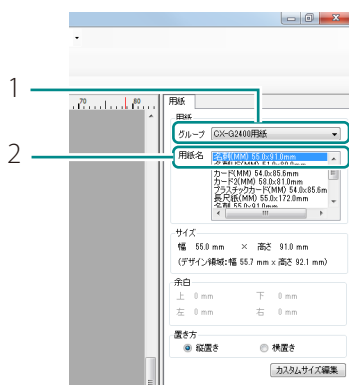 1
2
70
80
用紙
用紙
グループ CX-G2400用紙
用紙名 名刺(MM) 55.0x91.0mm
カード(MM) 54.0x85.6mm
カード2(MM) 58.0x81.0mm
プラスチックカード(MM) 54.0x85.6m
長尺紙(MM) 55.0x172.0mm
名刺 55.0x91.0mm
サイズ
幅 55.0 mm × 高さ 91.0 mm
(デザイン領域:幅 55.7 mm x 高さ 92.1 mm)
余白
上 0 mm 下 0 mm
左 0 mm 右 0 mm
置き方
縦置き 横置き
カスタムサイズ編集